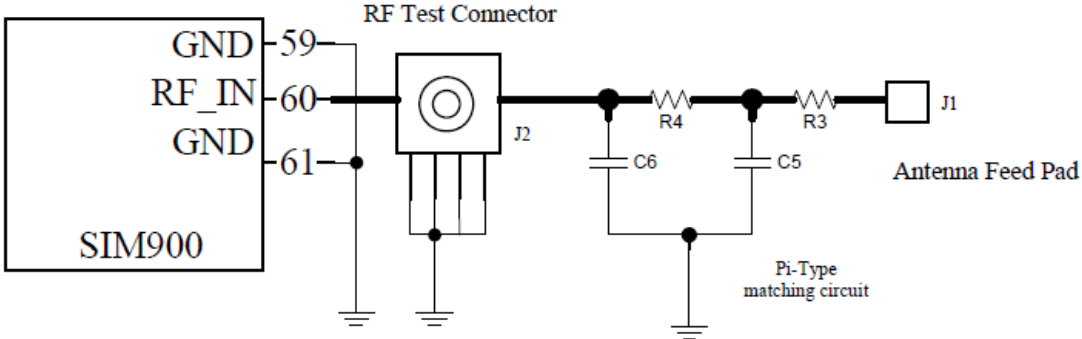 RF Test Connector
GND
59
RF_IN
60
GND
61
SIM900
J2
R4
R3
J1
C6
C5
Antenna Feed Pad
Pi-Type
matching circuit